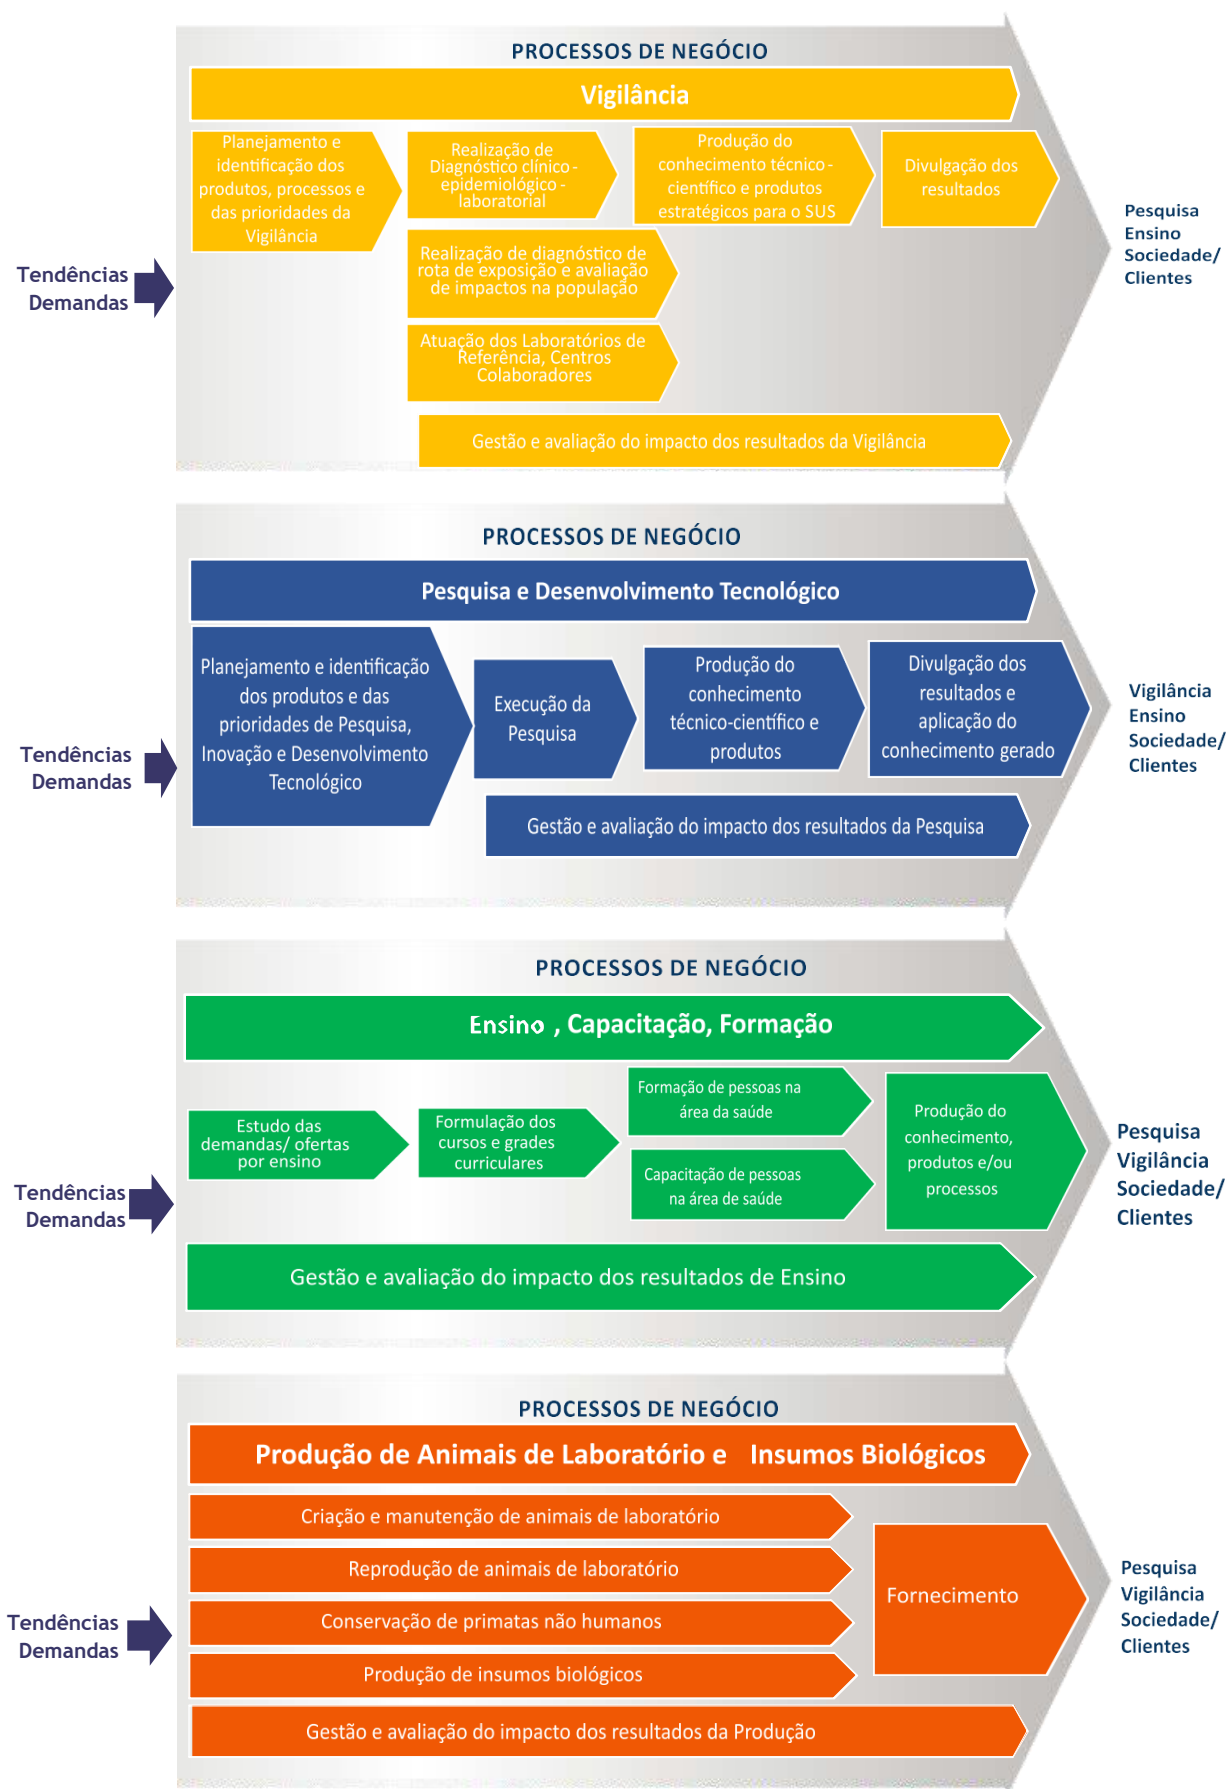 PROCESSOS DE NEGÓCIO
Vigilância
Planejamento e
identificação dos
produtos, processos e
das prioridades da
Vigilância
Realização de
Diagnóstico clínico -
epidemiológico -
laboratorial
Produção do
conhecimento técnico -
científico e produtos
estratégicos para o SUS
Divulgação dos
resultados
Realização de diagnóstico de
rota de exposição e avaliação
de impactos na população
Atuação dos Laboratórios de
Referência, Centros
Colaboradores
Gestão e avaliação do impacto dos resultados da Vigilância
Tendências
Demandas
Pesquisa
Ensino
Sociedade/
Clientes
PROCESSOS DE NEGÓCIO
Pesquisa e Desenvolvimento Tecnológico
Planejamento e identificação
dos produtos e das
prioridades de Pesquisa,
Inovação e Desenvolvimento
Tecnológico
Execução da
Pesquisa
Produção do
conhecimento
técnico-científico e
produtos
Divulgação dos
resultados e
aplicação do
conhecimento gerado
Gestão e avaliação do impacto dos resultados da Pesquisa
Tendências
Demandas
Vigilância
Ensino
Sociedade/
Clientes
PROCESSOS DE NEGÓCIO
Ensino , Capacitação, Formação
Estudo das
demandas/ ofertas
por ensino
Formulação dos
cursos e grades
curriculares
Formação de pessoas na
área da saúde
Capacitação de pessoas
na área de saúde
Produção do
conhecimento,
produtos e/ou
processos
Gestão e avaliação do impacto dos resultados de Ensino
Tendências
Demandas
Pesquisa
Vigilância
Sociedade/
Clientes
PROCESSOS DE NEGÓCIO
Produção de Animais de Laboratório e Insumos Biológicos
Criação e manutenção de animais de laboratório
Reprodução de animais de laboratório
Conservação de primatas não humanos
Produção de insumos biológicos
Fornecimento
Gestão e avaliação do impacto dos resultados da Produção
Tendências
Demandas
Pesquisa
Vigilância
Sociedade/
Clientes